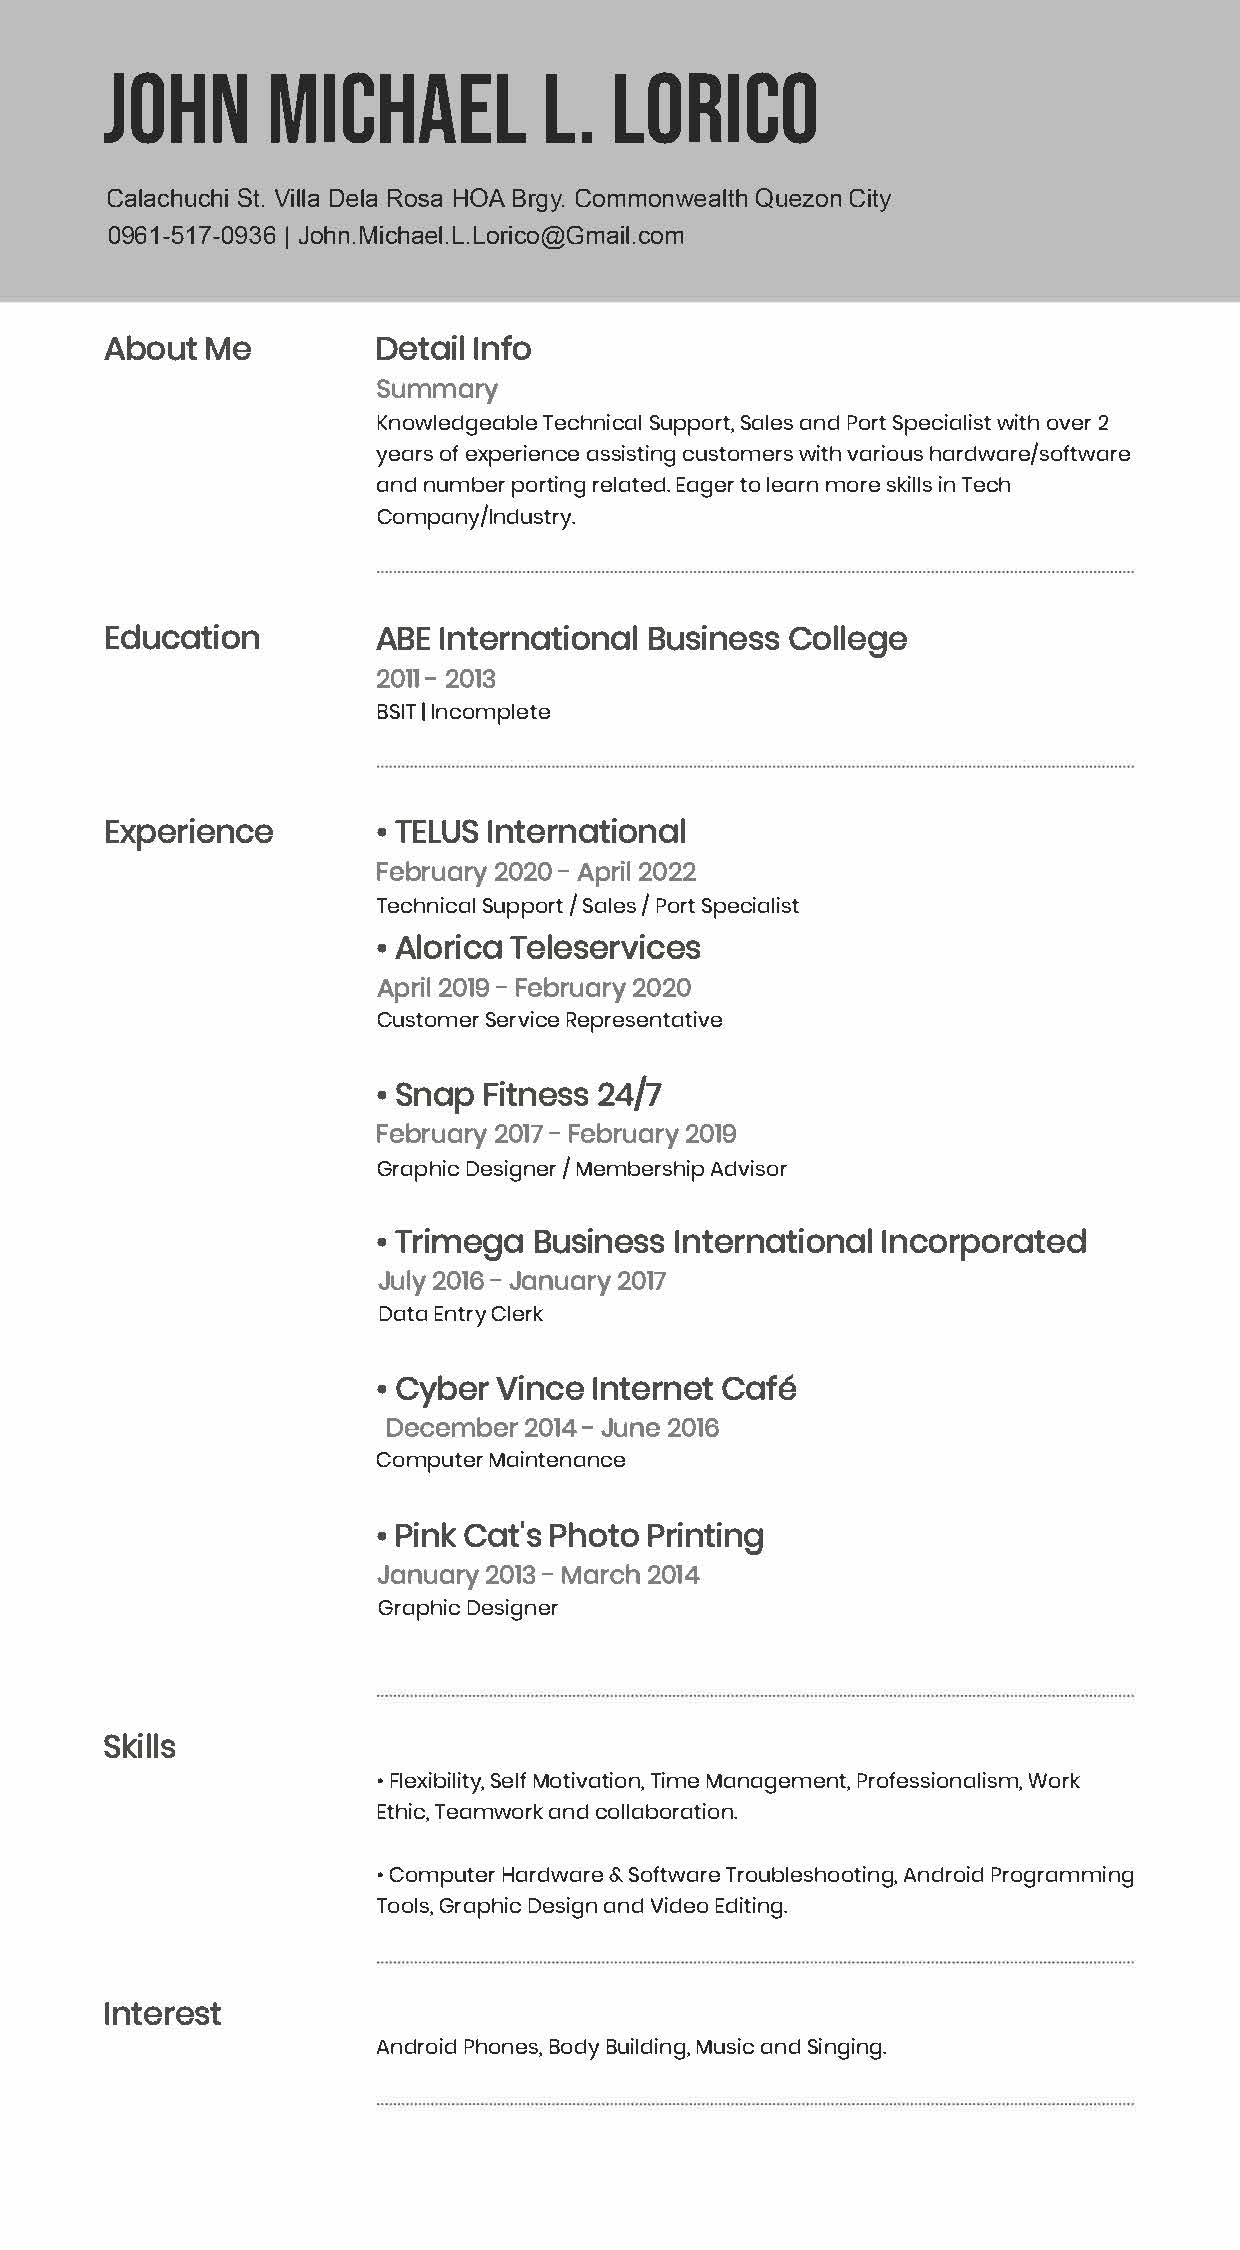 JOHN MICHAEL L. LORICO
Calachuchi St. Villa Dela Rosa HOA Brgy. Commonwealth Quezon City
0961-517-0936 | John.Michael.L.Lorico@Gmail.com
About Me
Detail Info
Summary
Knowledgeable Technical Support, Sales and Port Specialist with over 2
years of experience assisting customers with various hardware/software
and number porting related. Eager to learn more skills in Tech
Company/Industry.
Education
ABE International Business College
2011 - 2013
BSIT | Incomplete
Experience
• TELUS International
February 2020 - April 2022
Technical Support / Sales / Port Specialist
• Alorica Teleservices
April 2019 - February 2020
Customer Service Representative
• Snap Fitness 24/7
February 2017 - February 2019
Graphic Designer / Membership Advisor
• Trimega Business International Incorporated
July 2016 - January 2017
Data Entry Clerk
• Cyber Vince Internet Café
December 2014 - June 2016
Computer Maintenance
• Pink Cat's Photo Printing
January 2013 - March 2014
Graphic Designer
Skills
• Flexibility, Self Motivation, Time Management, Professionalism, Work
Ethic, Teamwork and collaboration.
• Computer Hardware & Software Troubleshooting, Android Programming
Tools, Graphic Design and Video Editing.
Interest
Android Phones, Body Building, Music and Singing.